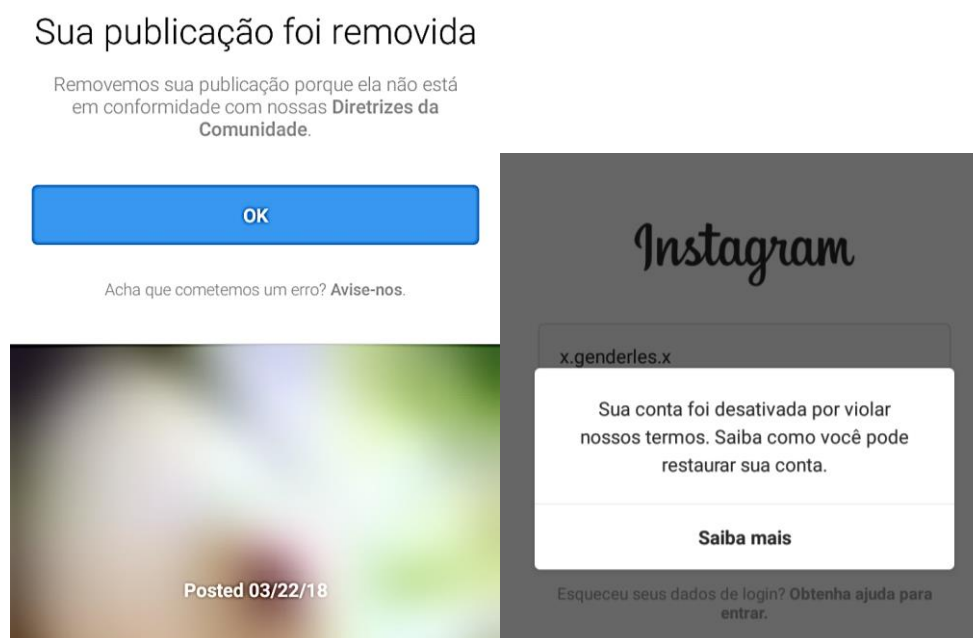 Sua publicação foi removida
Removemos sua publicação porque ela não está
em conformidade com nossas Diretrizes da
Comunidade.
OK
Acha que cometemos um erro? Avise-nos.
Posted 03/22/18
Instagram
x.genderles.x
Sua conta foi desativada por violar
nossos termos. Saiba como você pode
restaurar sua conta.
Saiba mais
Esqueceu seus dados de login? Obtenha ajuda para
entrar.